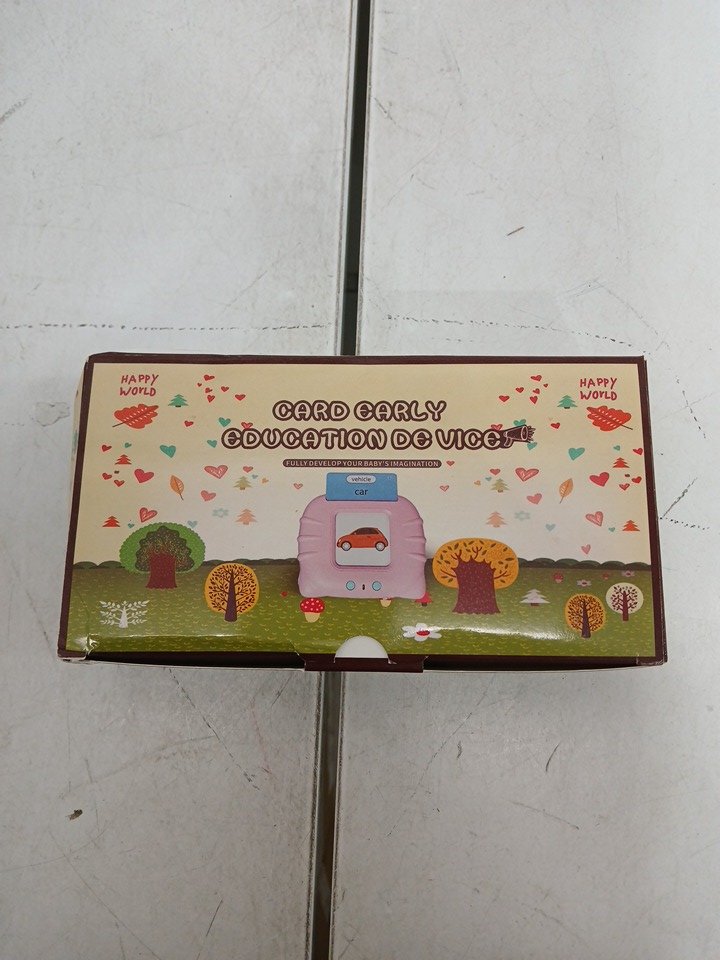 HAPPY
WORLD
HAPPY
WORLD
CARD EARLY
EDUCATION DE VICE
FULLY DEVELOP YOUR BABY'S IMAGINATION
vehicle
car